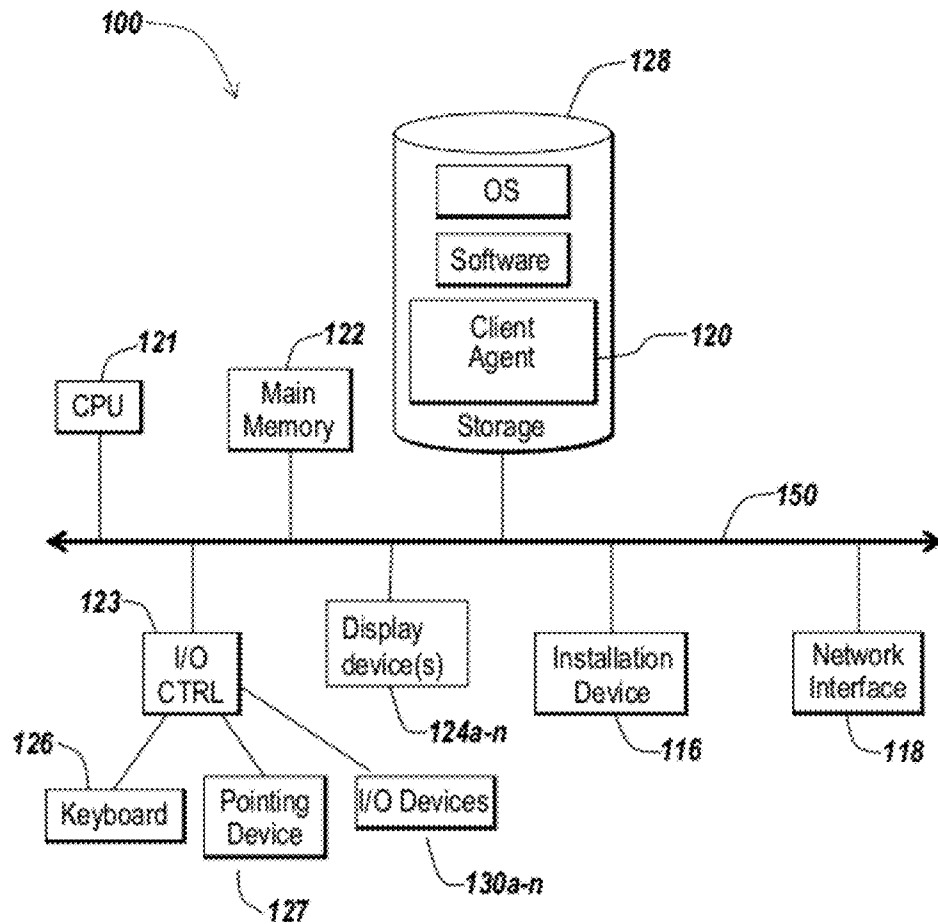 100
128
OS
Software
Client
Agent
120
Storage
121
CPU
122
Main
Memory
150
123
I/O
CTRL
Display
device(s)
124a-n
Installation
Device
116
Network
Interface
118
126
Keyboard
Pointing
Device
127
I/O Devices
130a-n